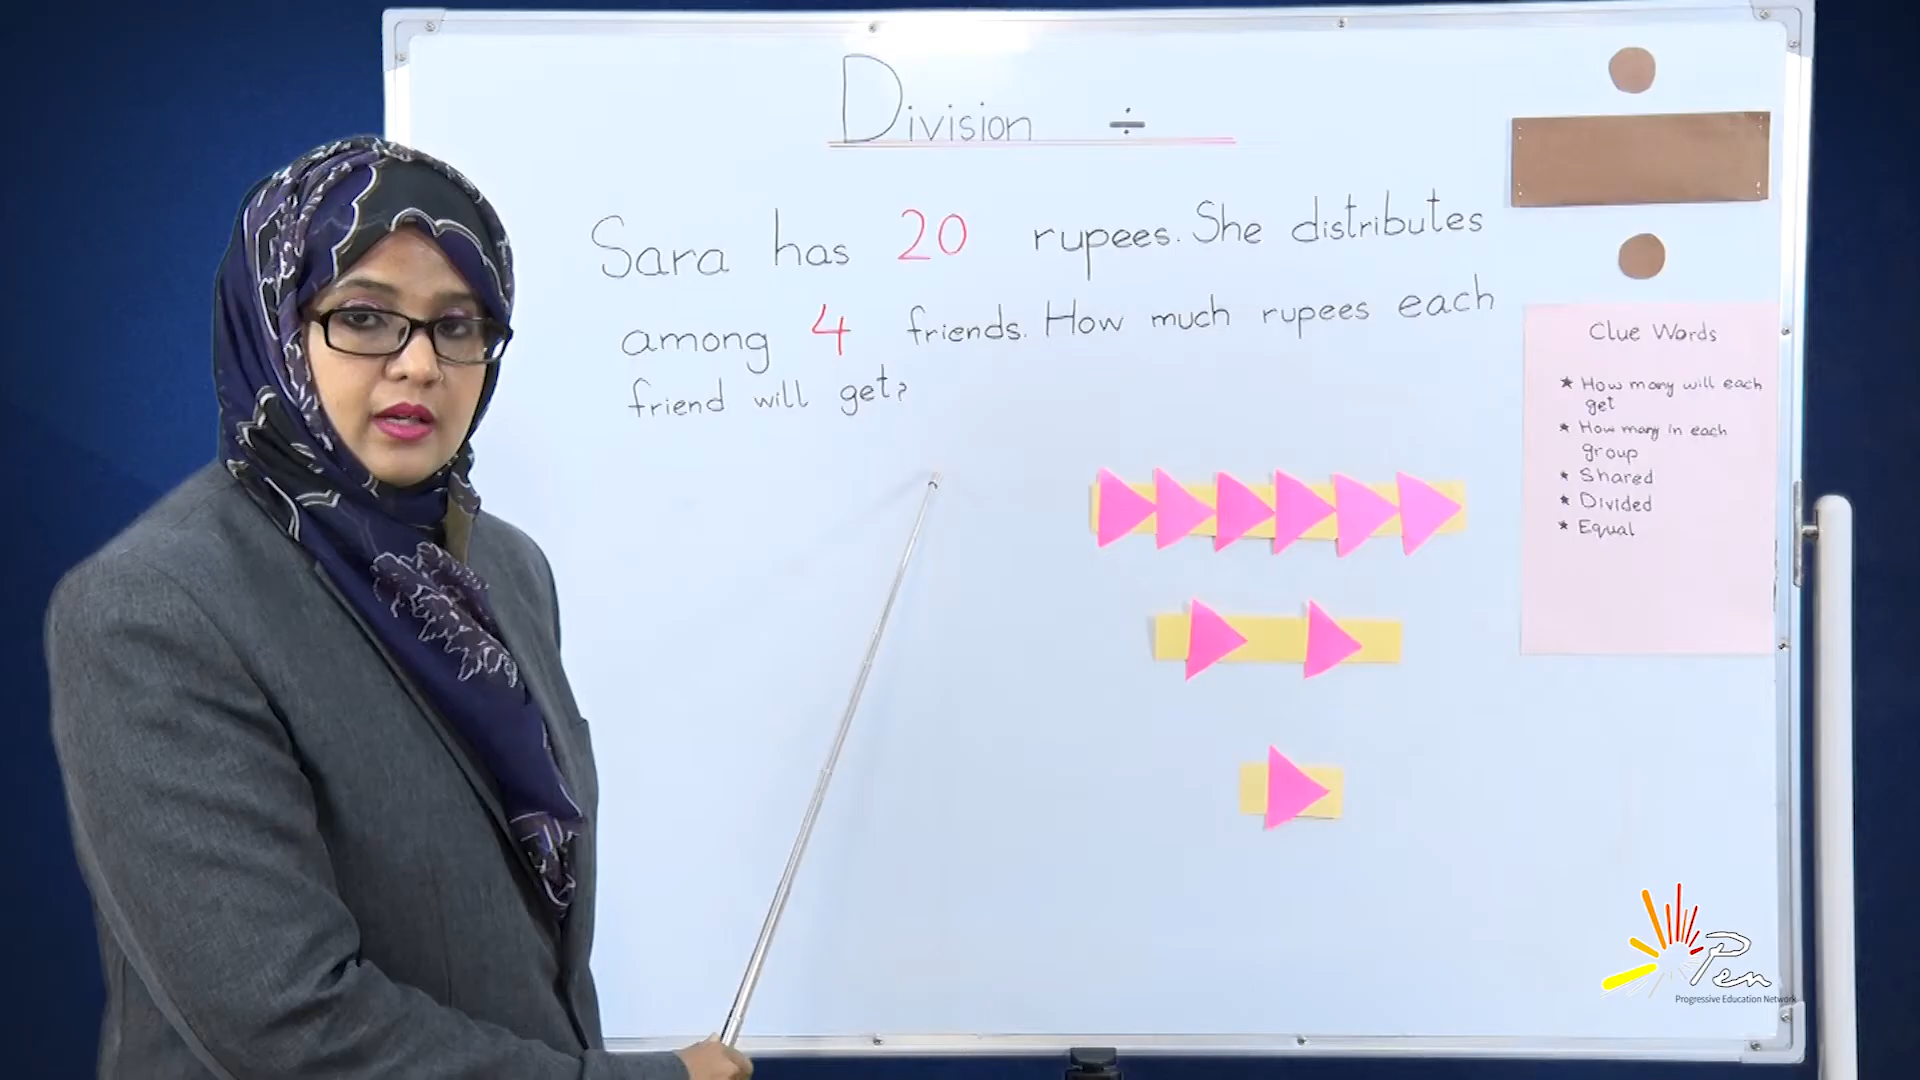 Division ÷
Sara has 20 rupees. She distributes
among 4 friends. How much rupees each
friend will get?
Clue Words
* How many will each
get
* How many in each
group
* Shared
* Divided
* Equal
Pen
Progressive Education Network